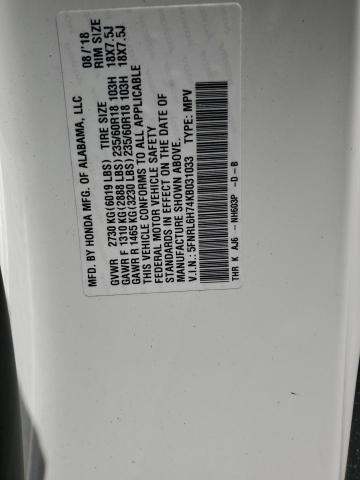 MFD. BY HONDA MFG. OF ALABAMA, LLC 08/'18
TIRE SIZE RIM SIZE
GVWR 2730 KG(6019 LBS)
GAWR F 1310 KG(2888 LBS) 235/60R18 103H 18X7.5J
GAWR R 1465 KG(3230 LBS) 235/60R18 103H 18X7.5J
THIS VEHICLE CONFORMS TO ALL APPLICABLE
FEDERAL MOTOR VEHICLE SAFETY
STANDARDS IN EFFECT ON THE DATE OF
MANUFACTURE SHOWN ABOVE.
V.I.N.: 5FNRL6H74KB031033 TYPE: MPV
THR K AJ6 - NH603P -D-B